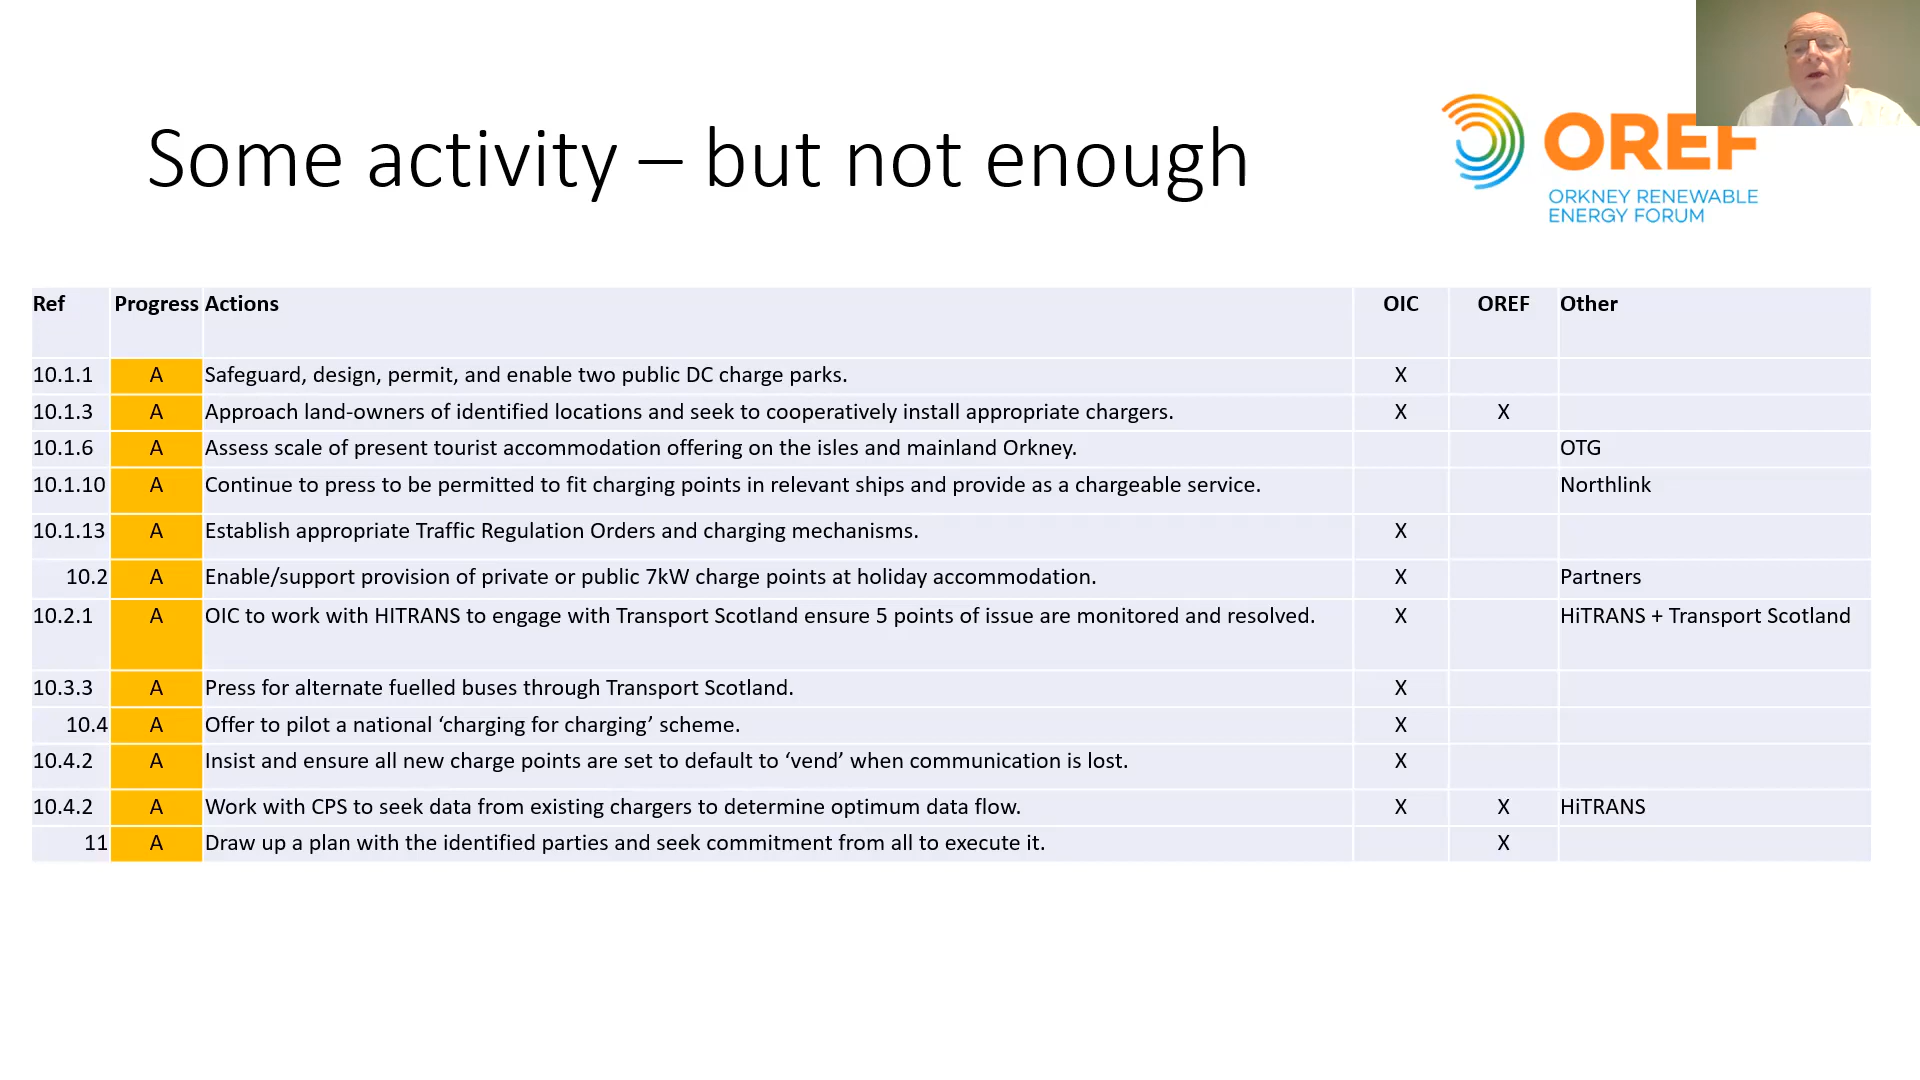 Some activity – but not enough
OREF
ORKNEY RENEWABLE
ENERGY FORUM
Ref Progress Actions OIC OREF Other
10.1.1 A Safeguard, design, permit, and enable two public DC charge parks. X
10.1.3 A Approach land-owners of identified locations and seek to cooperatively install appropriate chargers. X X
10.1.6 A Assess scale of present tourist accommodation offering on the isles and mainland Orkney. OTG
10.1.10 A Continue to press to be permitted to fit charging points in relevant ships and provide as a chargeable service. Northlink
10.1.13 A Establish appropriate Traffic Regulation Orders and charging mechanisms. X
10.2 A Enable/support provision of private or public 7kW charge points at holiday accommodation. X Partners
10.2.1 A OIC to work with HITRANS to engage with Transport Scotland ensure 5 points of issue are monitored and resolved. X HiTRANS + Transport Scotland
10.3.3 A Press for alternate fuelled buses through Transport Scotland. X
10.4 A Offer to pilot a national ‘charging for charging’ scheme. X
10.4.2 A Insist and ensure all new charge points are set to default to ‘vend’ when communication is lost. X
10.4.2 A Work with CPS to seek data from existing chargers to determine optimum data flow. X X HiTRANS
11 A Draw up a plan with the identified parties and seek commitment from all to execute it. X